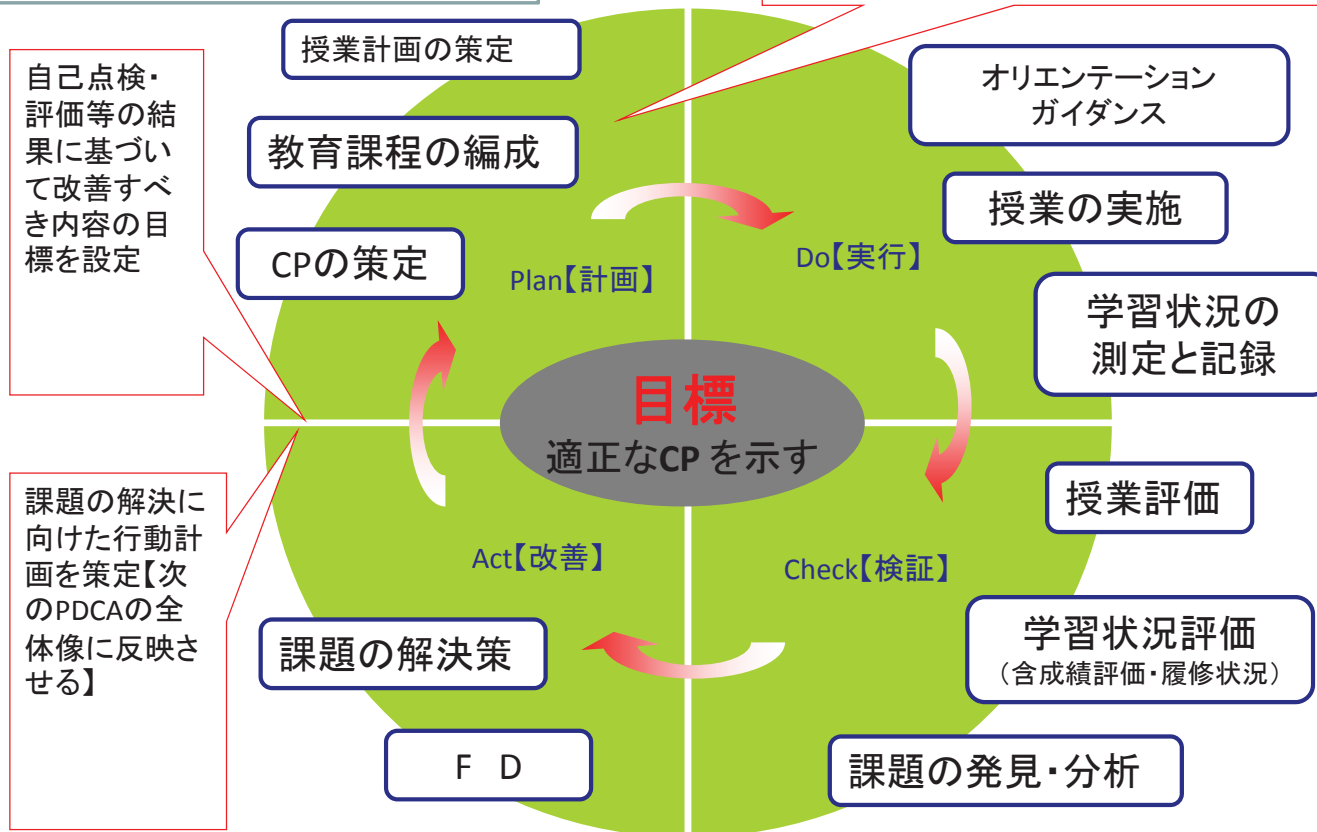 授業計画の策定
教育課程の編成
CPの策定
Plan【計画】
自己点検・
評価等の結
果に基づい
て改善すべ
き内容の目
標を設定
オリエンテーション
ガイダンス
授業の実施
Do【実行】
学習状況の
測定と記録
目標
適正なCP を示す
授業評価
Check【検証】
学習状況評価
（含成績評価・履修状況）
課題の発見・分析
Act【改善】
課題の解決策
F D
課題の解決に
向けた行動計
画を策定【次
のPDCAの全
体像に反映さ
せる】